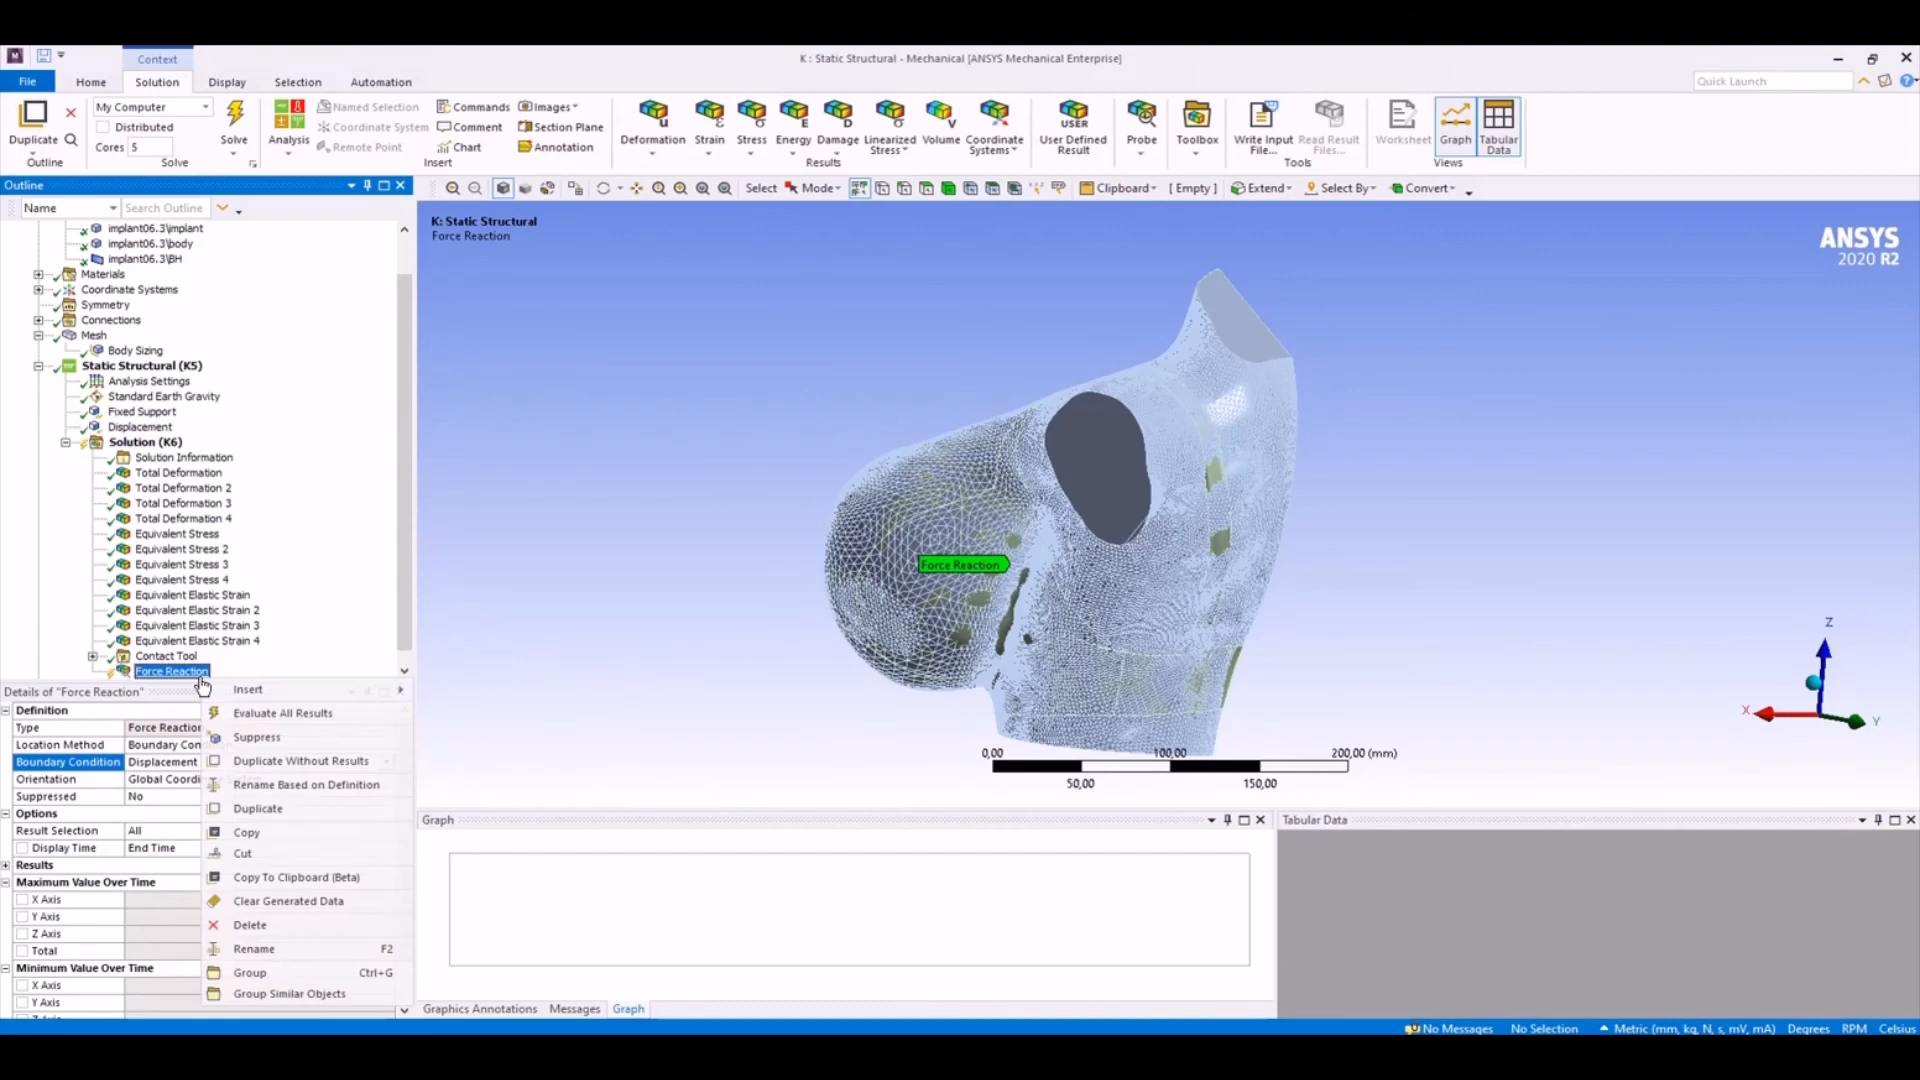 Context
K : Static Structural - Mechanical [ANSYS Mechanical Enterprise]
File Home Solution Display Selection Automation
Quick Launch
Duplicate
Outline
My Computer
Distributed
Cores 5
Solve
Solve
Analysis
Named Selection
Coordinate System
Remote Point
Commands
Comment
Chart
Images
Section Plane
Annotation
Insert
Deformation
Strain
Stress
Energy
Damage
Linearized Stress
Volume
Coordinate Systems
Results
USER
User Defined Result
Probe
Toolbox
Write Input File...
Read Result Files...
Tools
Worksheet
Graph
Tabular Data
Views
Outline
Name
Search Outline
Select Mode Clipboard [ Empty ] Extend Select By Convert
implant06.3\implant
implant06.3\body
implant06.3\BH
Materials
Coordinate Systems
Symmetry
Connections
Mesh
Body Sizing
Static Structural (K5)
Analysis Settings
Standard Earth Gravity
Fixed Support
Displacement
Solution (K6)
Solution Information
Total Deformation
Total Deformation 2
Total Deformation 3
Total Deformation 4
Equivalent Stress
Equivalent Stress 2
Equivalent Stress 3
Equivalent Stress 4
Equivalent Elastic Strain
Equivalent Elastic Strain 2
Equivalent Elastic Strain 3
Equivalent Elastic Strain 4
Contact Tool
Force Reaction
K: Static Structural
Force Reaction
ANSYS
2020 R2
Force Reaction
0,00 100,00 200,00 (mm)
50,00 150,00
Z
X
Y
Details of "Force Reaction"
Definition
Type Force Reaction
Location Method Boundary Con
Boundary Condition Displacement
Orientation Global Coordi
Suppressed No
Options
Result Selection All
Display Time End Time
Results
Maximum Value Over Time
X Axis
Y Axis
Z Axis
Total
Minimum Value Over Time
X Axis
Y Axis
Insert
Evaluate All Results
Suppress
Duplicate Without Results
Rename Based on Definition
Duplicate
Copy
Cut
Copy To Clipboard (Beta)
Clear Generated Data
Delete
Rename F2
Group Ctrl+G
Group Similar Objects
Graph
Tabular Data
Graphics Annotations Messages Graph
No Messages No Selection Metric (mm, kg, N, s, mV, mA) Degrees RPM Celsius